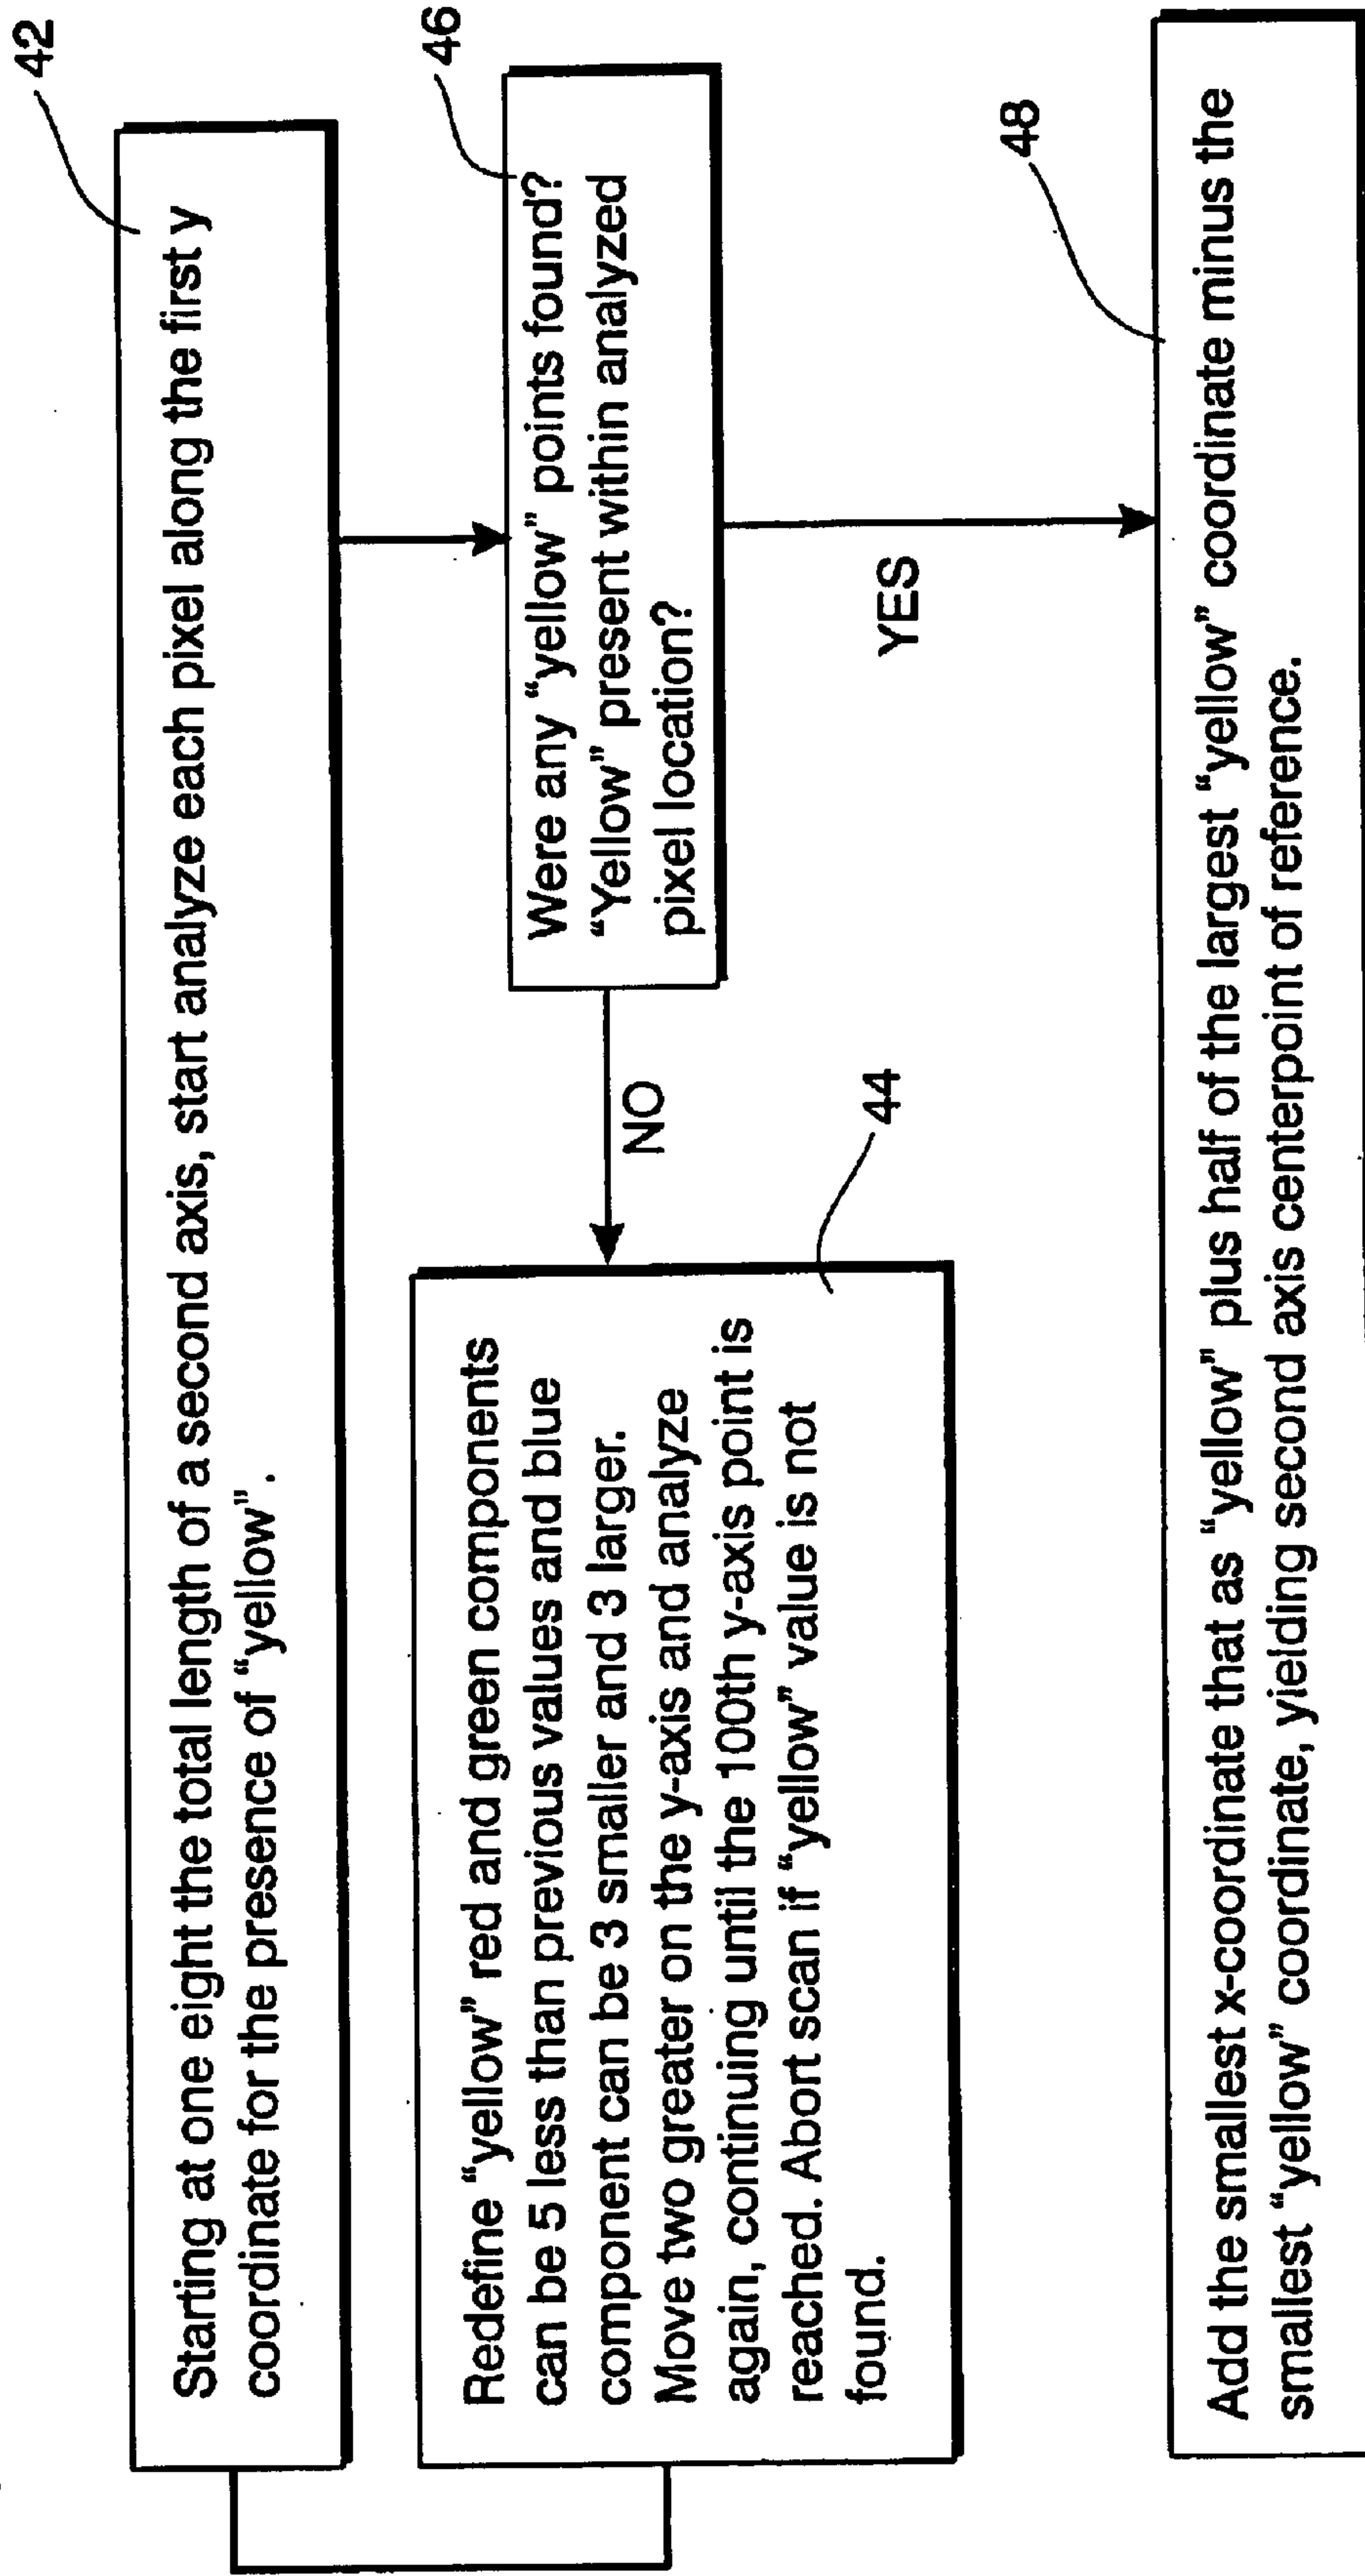 42
Starting at one eight the total length of a second axis, start analyze each pixel along the first y
coordinate for the presence of “yellow”.
46
Were any “yellow” points found?
“Yellow” present within analyzed
pixel location?
NO
YES
44
Redefine “yellow” red and green components
can be 5 less than previous values and blue
component can be 3 smaller and 3 larger.
Move two greater on the y-axis and analyze
again, continuing until the 100th y-axis point is
reached. Abort scan if “yellow” value is not
found.
48
Add the smallest x-coordinate that as “yellow” plus half of the largest “yellow” coordinate minus the
smallest “yellow” coordinate, yielding second axis centerpoint of reference.